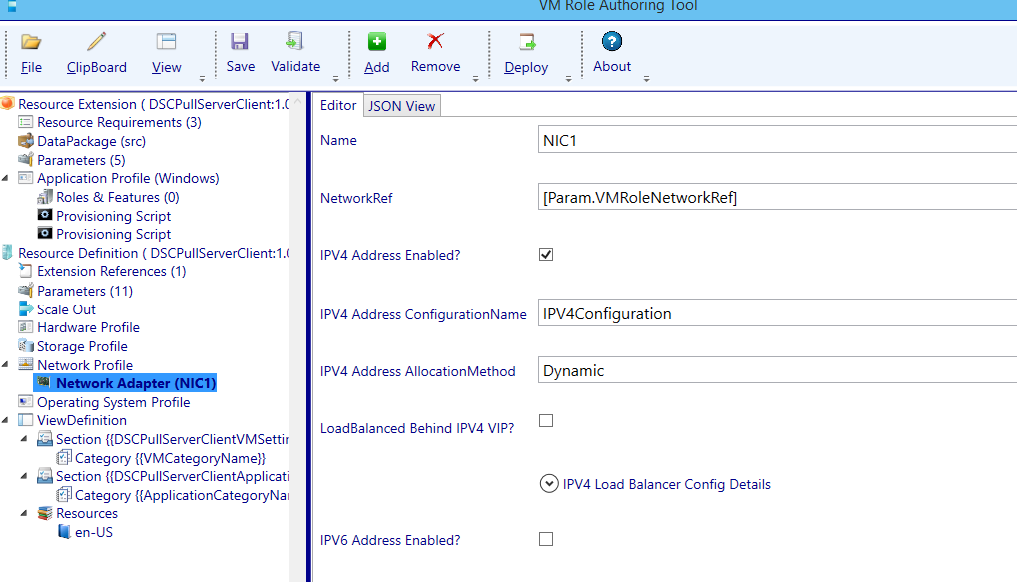 VM Role Authoring Tool
File ClipBoard View Save Validate Add Remove Deploy About
Resource Extension ( DSCPullServerClient:1.0
Resource Requirements (3)
DataPackage (src)
Parameters (5)
Application Profile (Windows)
Roles & Features (0)
Provisioning Script
Provisioning Script
Resource Definition ( DSCPullServerClient:1.0
Extension References (1)
Parameters (11)
Scale Out
Hardware Profile
Storage Profile
Network Profile
Network Adapter (NIC1)
Operating System Profile
ViewDefinition
Section {{DSCPullServerClientVMSettin
Category {{VMCategoryName}}
Section {{DSCPullServerClientApplicati
Category {{ApplicationCategoryNa
Resources
en-US
Editor JSON View
Name NIC1
NetworkRef [Param.VMRoleNetworkRef]
IPV4 Address Enabled?
IPV4 Address ConfigurationName IPV4Configuration
IPV4 Address AllocationMethod Dynamic
LoadBalanced Behind IPV4 VIP?
IPV4 Load Balancer Config Details
IPV6 Address Enabled?